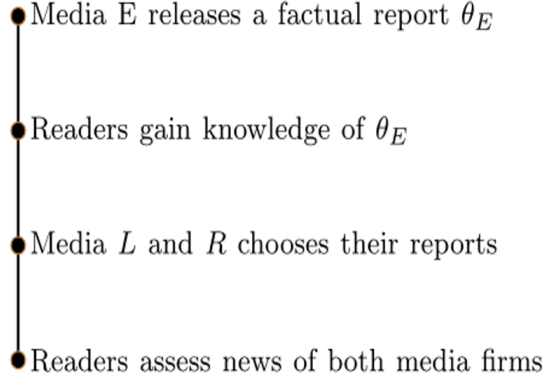 Media E releases a factual report θ_E
Readers gain knowledge of θ_E
Media L and R chooses their reports
Readers assess news of both media firms